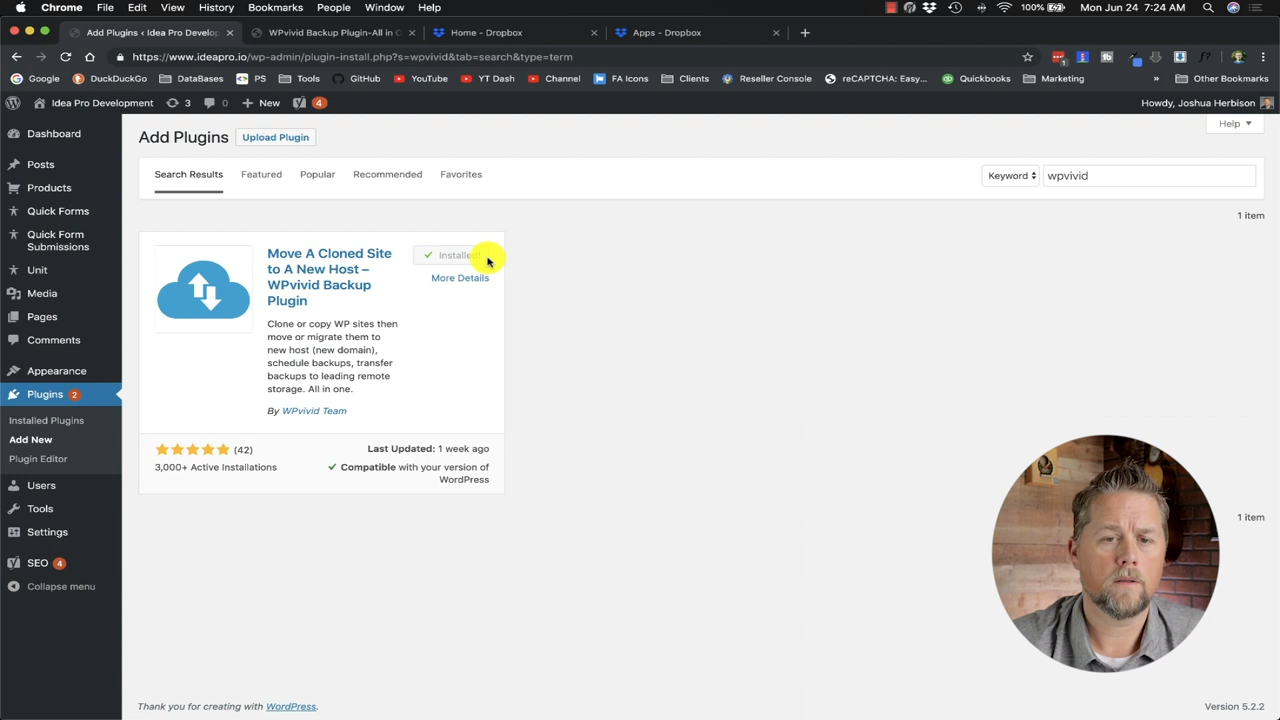 Chrome File Edit View History Bookmarks People Window Help 100% Mon Jun 24 7:24 AM
Add Plugins ‹ Idea Pro Develop WPvivid Backup Plugin-All in C Home - Dropbox Apps - Dropbox
https://www.ideapro.io/wp-admin/plugin-install.php?s=wpvivid&tab=search&type=term
Google DuckDuckGo DataBases PS Tools GitHub YouTube YT Dash Channel FA Icons Clients Reseller Console reCAPTCHA: Easy... Quickbooks Marketing » Other Bookmarks
Idea Pro Development 3 0 + New 4 Howdy, Joshua Herbison
Help
Add Plugins Upload Plugin
Search Results Featured Popular Recommended Favorites Keyword wpvivid
1 item
Dashboard
Posts
Products
Quick Forms
Quick Form
Submissions
Unit
Media
Pages
Comments
Appearance
Plugins 2
Installed Plugins
Add New
Plugin Editor
Users
Tools
Settings
SEO 4
Collapse menu
Move A Cloned Site
to A New Host –
WPvivid Backup
Plugin
Installed!
More Details
Clone or copy WP sites then
move or migrate them to
new host (new domain),
schedule backups, transfer
backups to leading remote
storage. All in one.
By WPvivid Team
(42)
3,000+ Active Installations
Last Updated: 1 week ago
Compatible with your version of
WordPress
1 item
Thank you for creating with WordPress.
Version 5.2.2